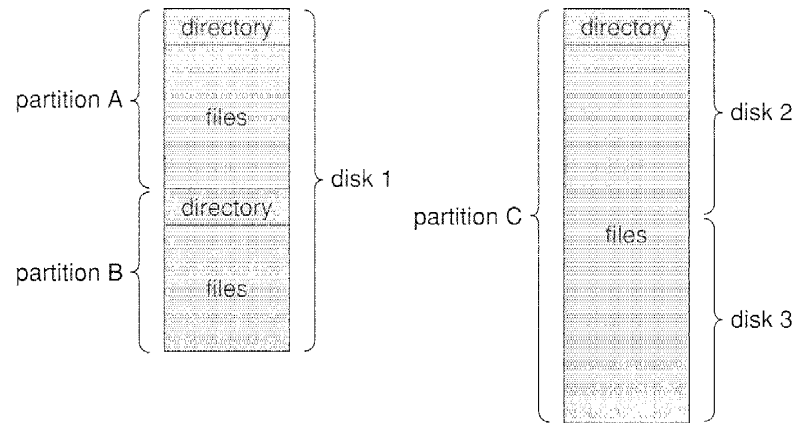 directory
partition A
files
disk 1
directory
partition B
files
directory
disk 2
partition C
files
disk 3